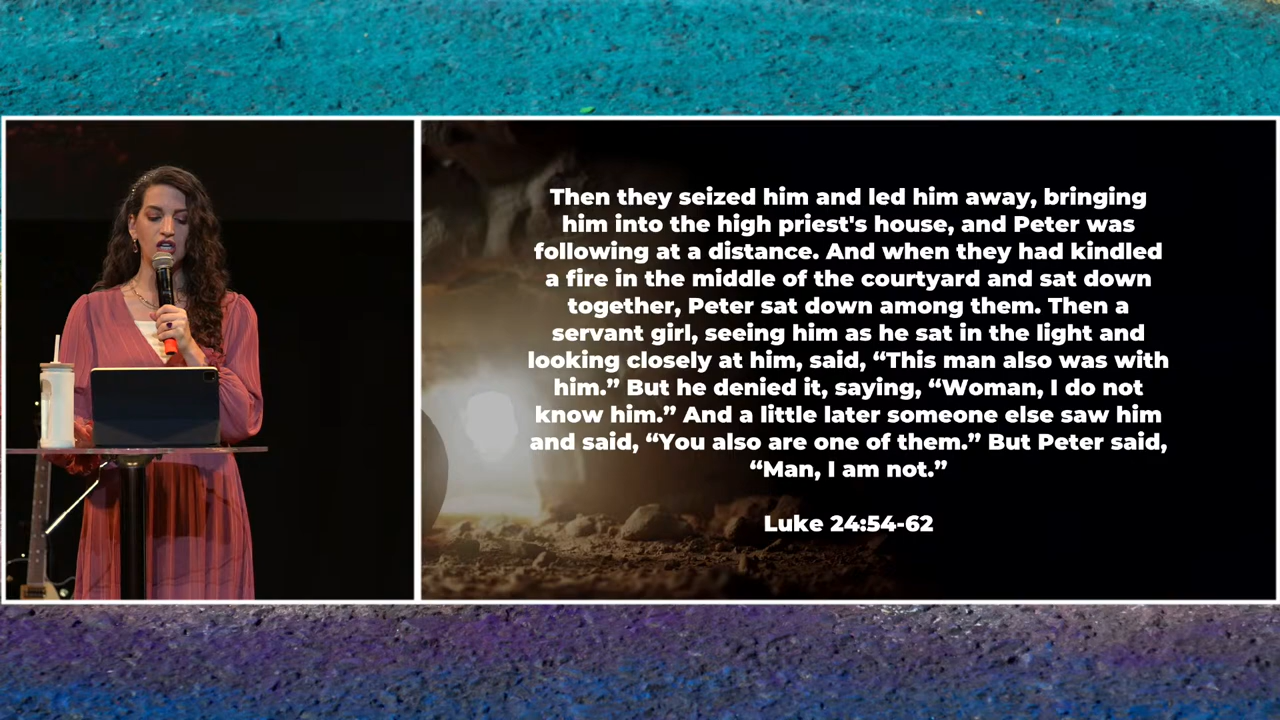 Then they seized him and led him away, bringing
him into the high priest's house, and Peter was
following at a distance. And when they had kindled
a fire in the middle of the courtyard and sat down
together, Peter sat down among them. Then a
servant girl, seeing him as he sat in the light and
looking closely at him, said, “This man also was with
him.” But he denied it, saying, “Woman, I do not
know him.” And a little later someone else saw him
and said, “You also are one of them.” But Peter said,
“Man, I am not.”
Luke 24:54-62